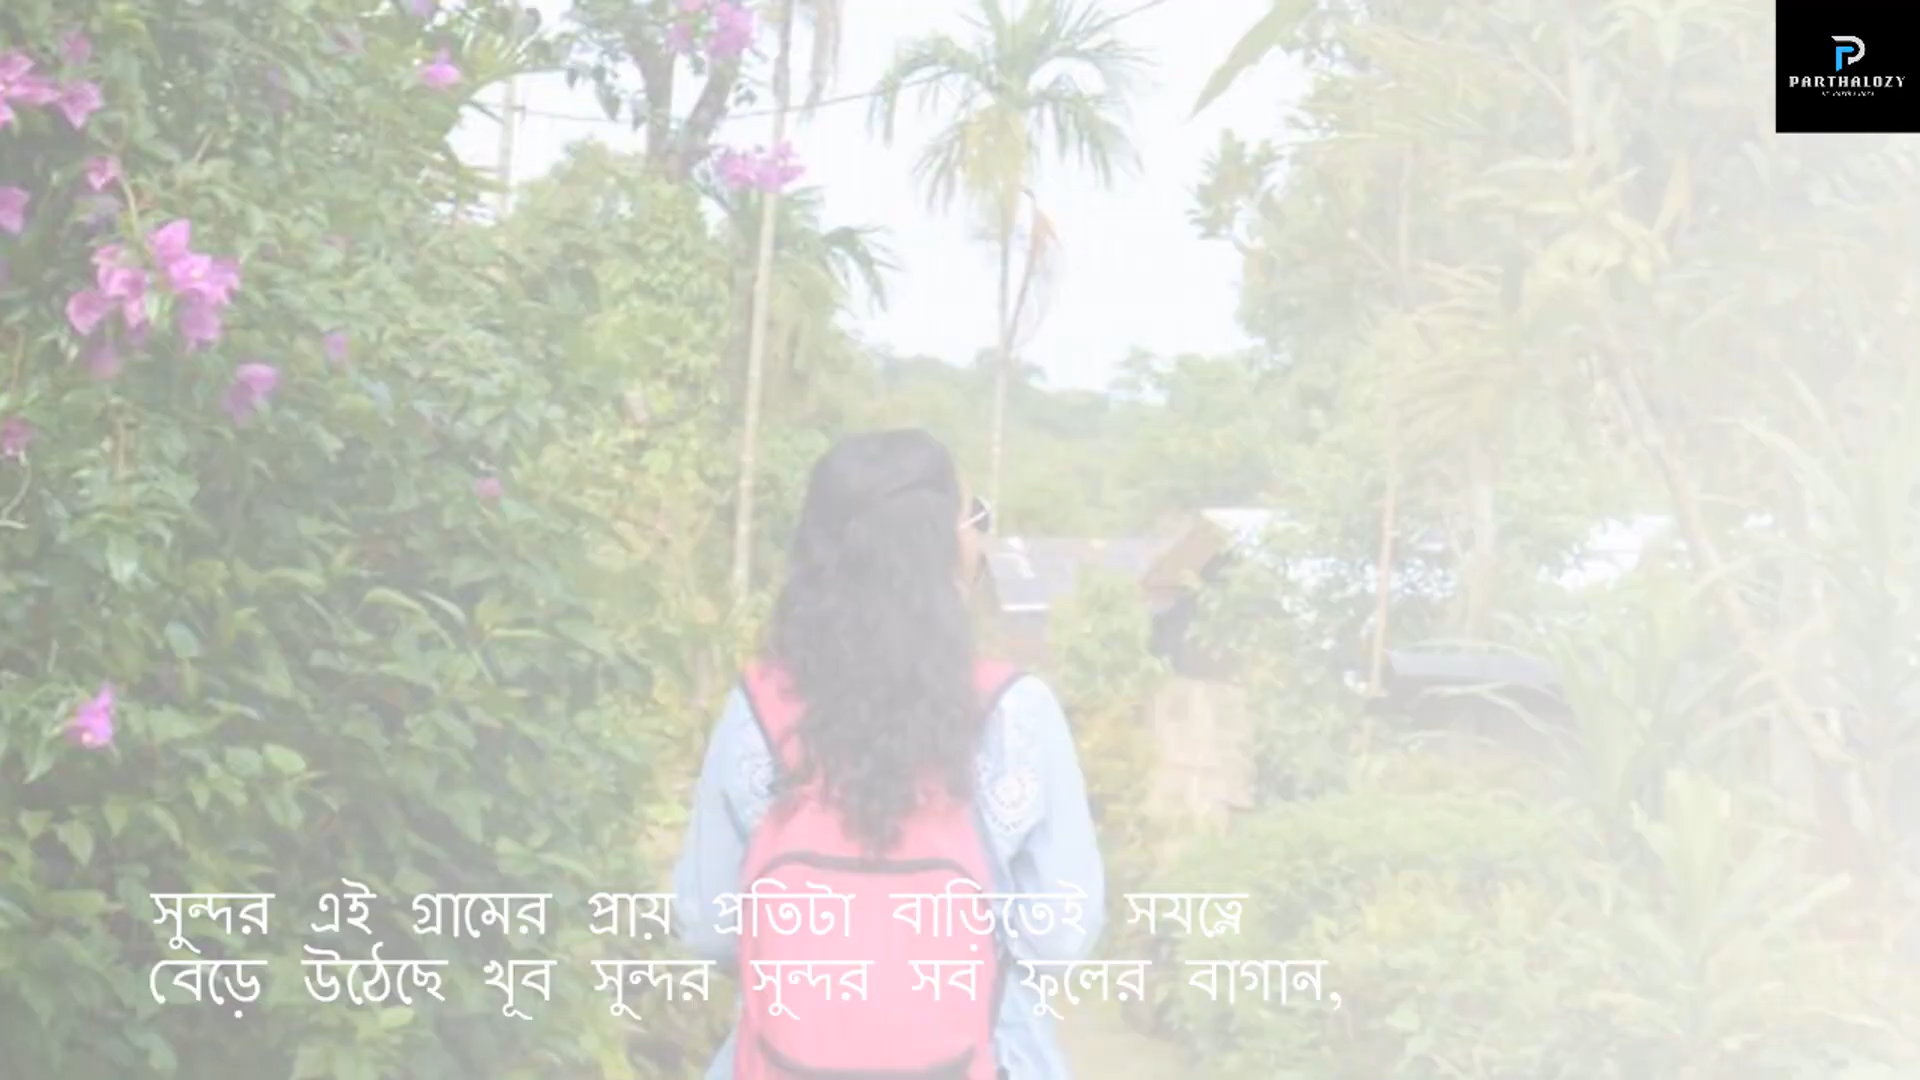 PARTHALOZY
সুন্দর এই গ্রামের প্রায় প্রতিটা বাড়িতেই সযত্নে
বেড়ে উঠেছে খূব সুন্দর সুন্দর সব ফুলের বাগান,